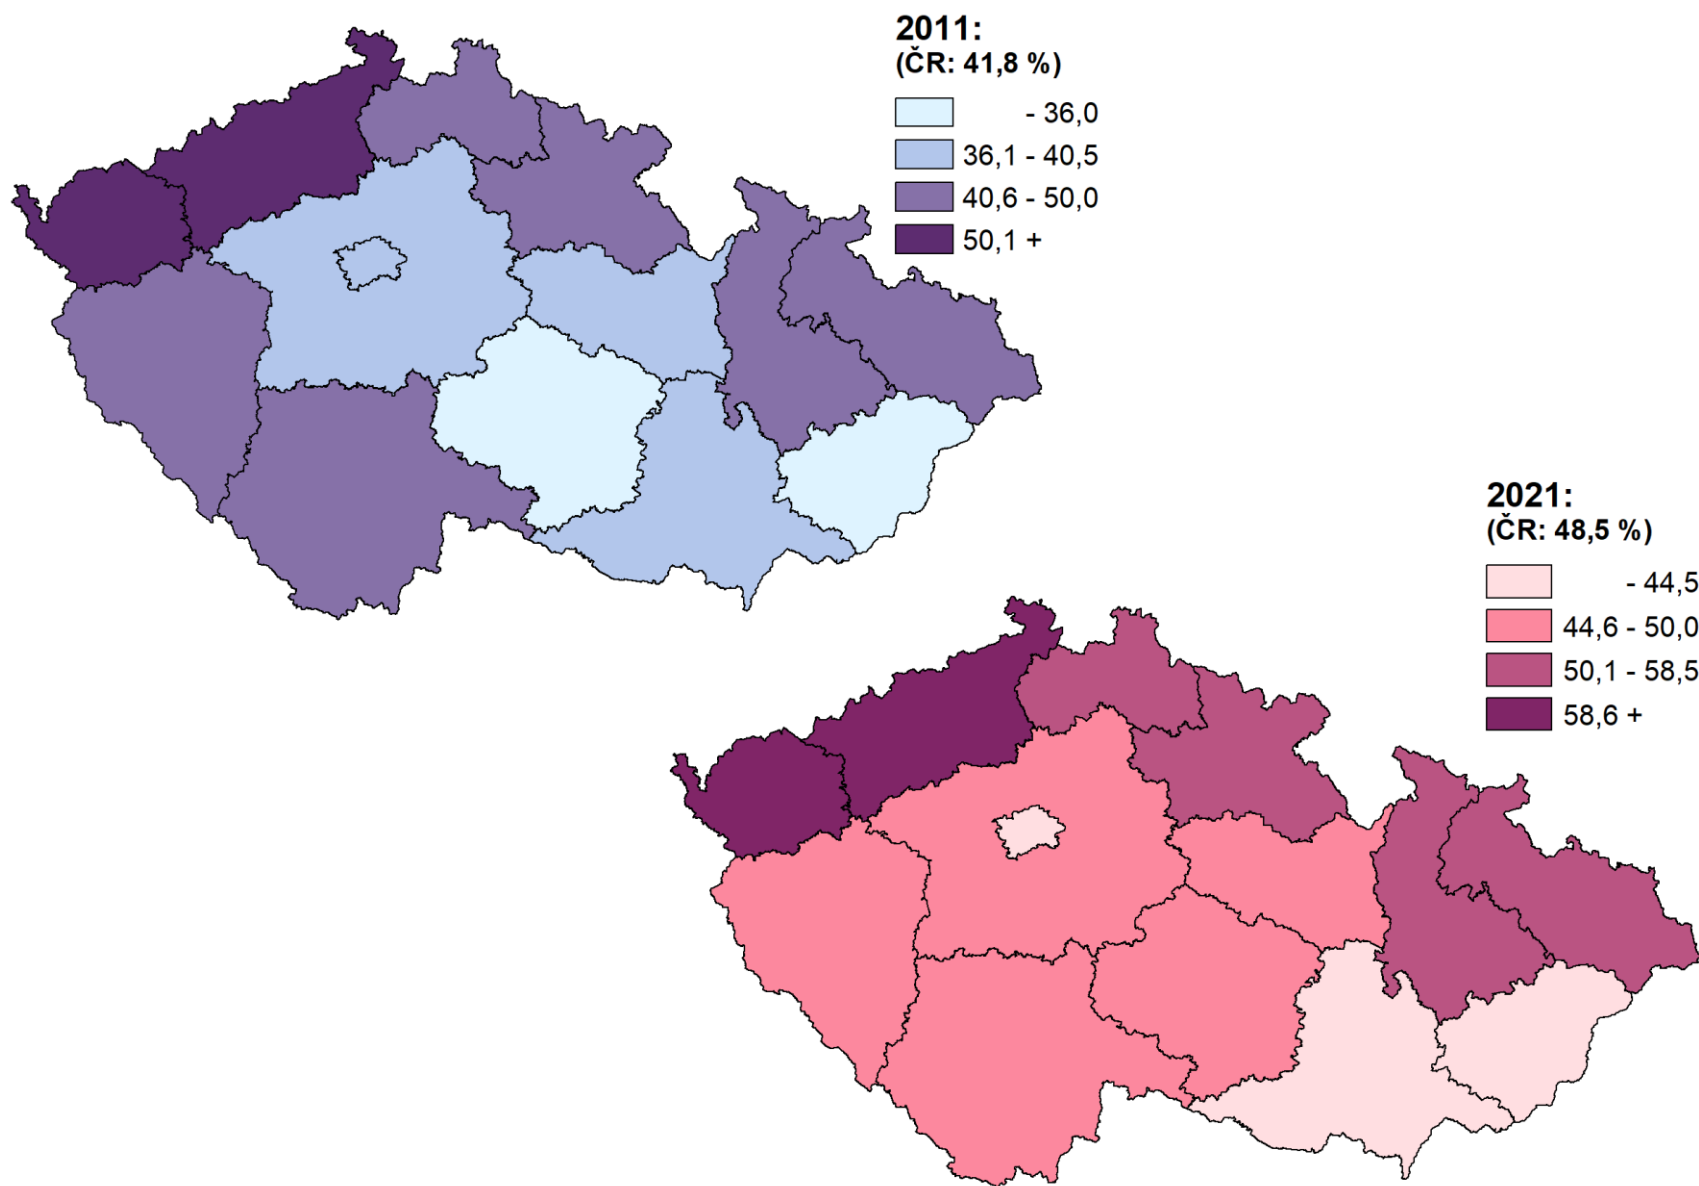 2011:
(ČR: 41,8 %)
- 36,0
36,1 - 40,5
40,6 - 50,0
50,1 +
2021:
(ČR: 48,5 %)
- 44,5
44,6 - 50,0
50,1 - 58,5
58,6 +